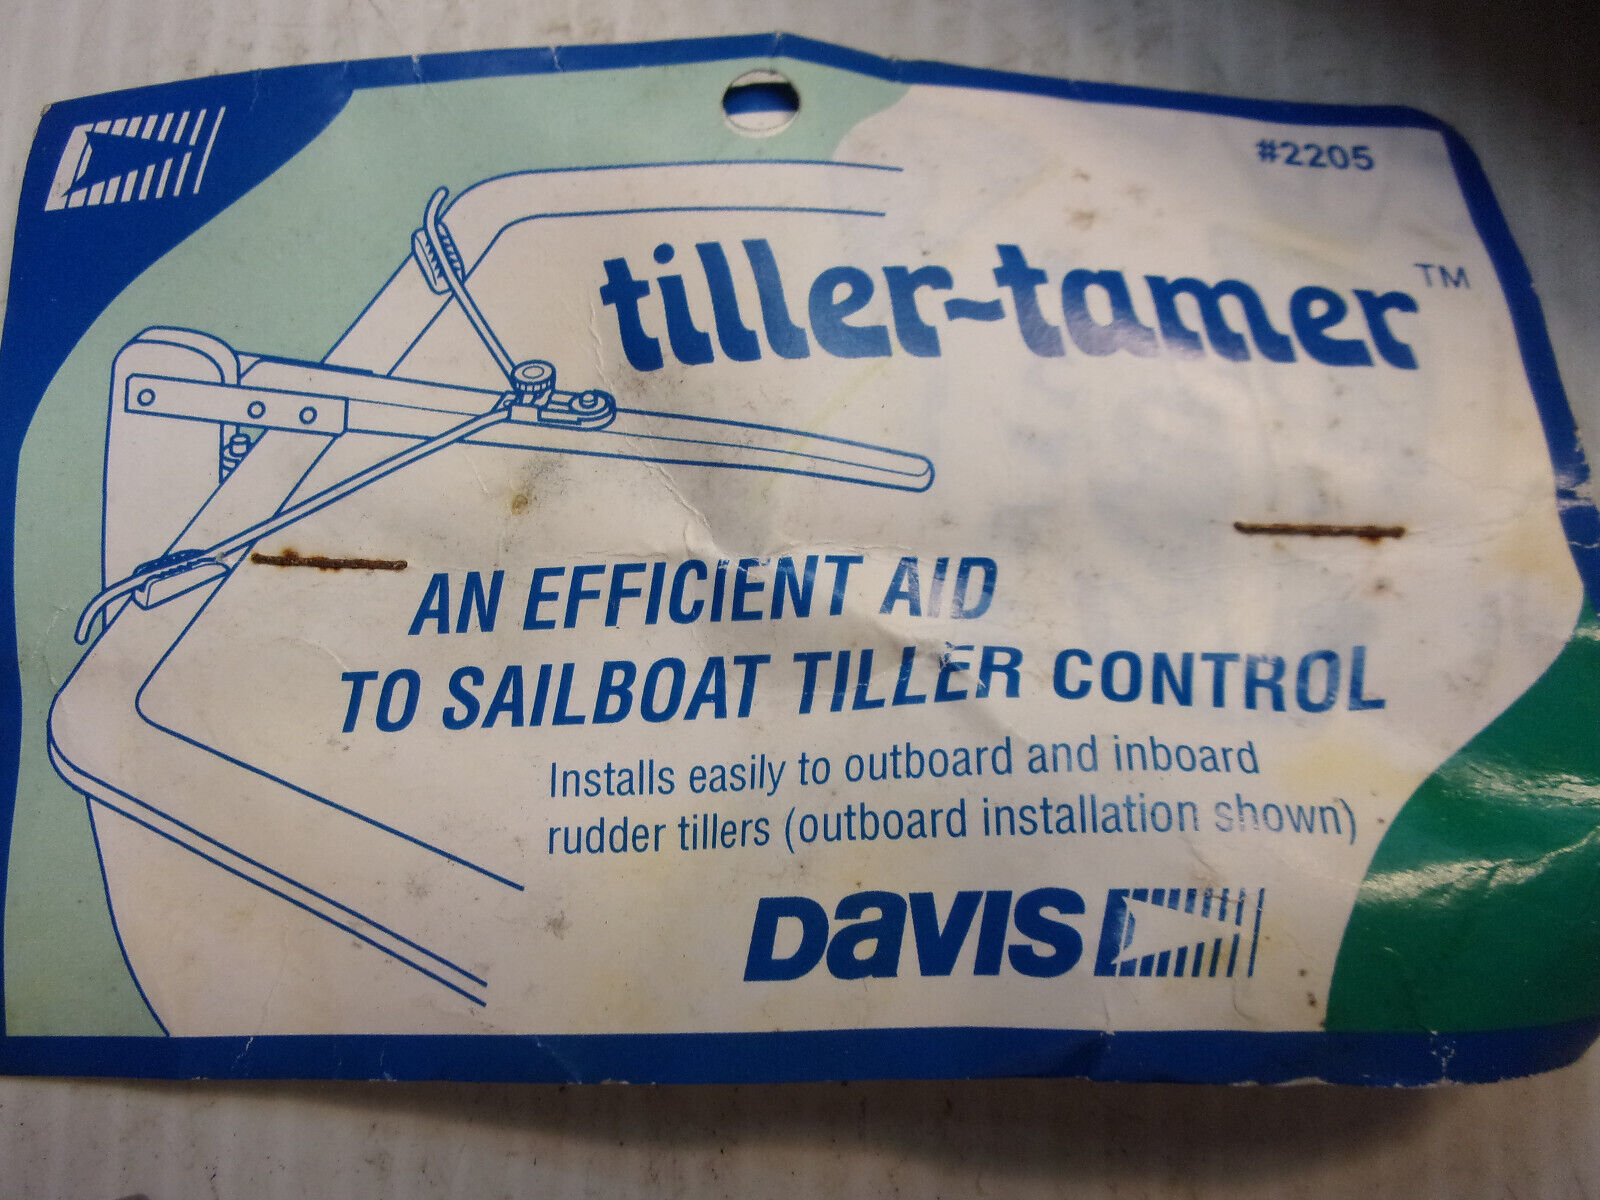 #2205
tiller-tamer™
AN EFFICIENT AID
TO SAILBOAT TILLER CONTROL
Installs easily to outboard and inboard
rudder tillers (outboard installation shown)
DAVIS